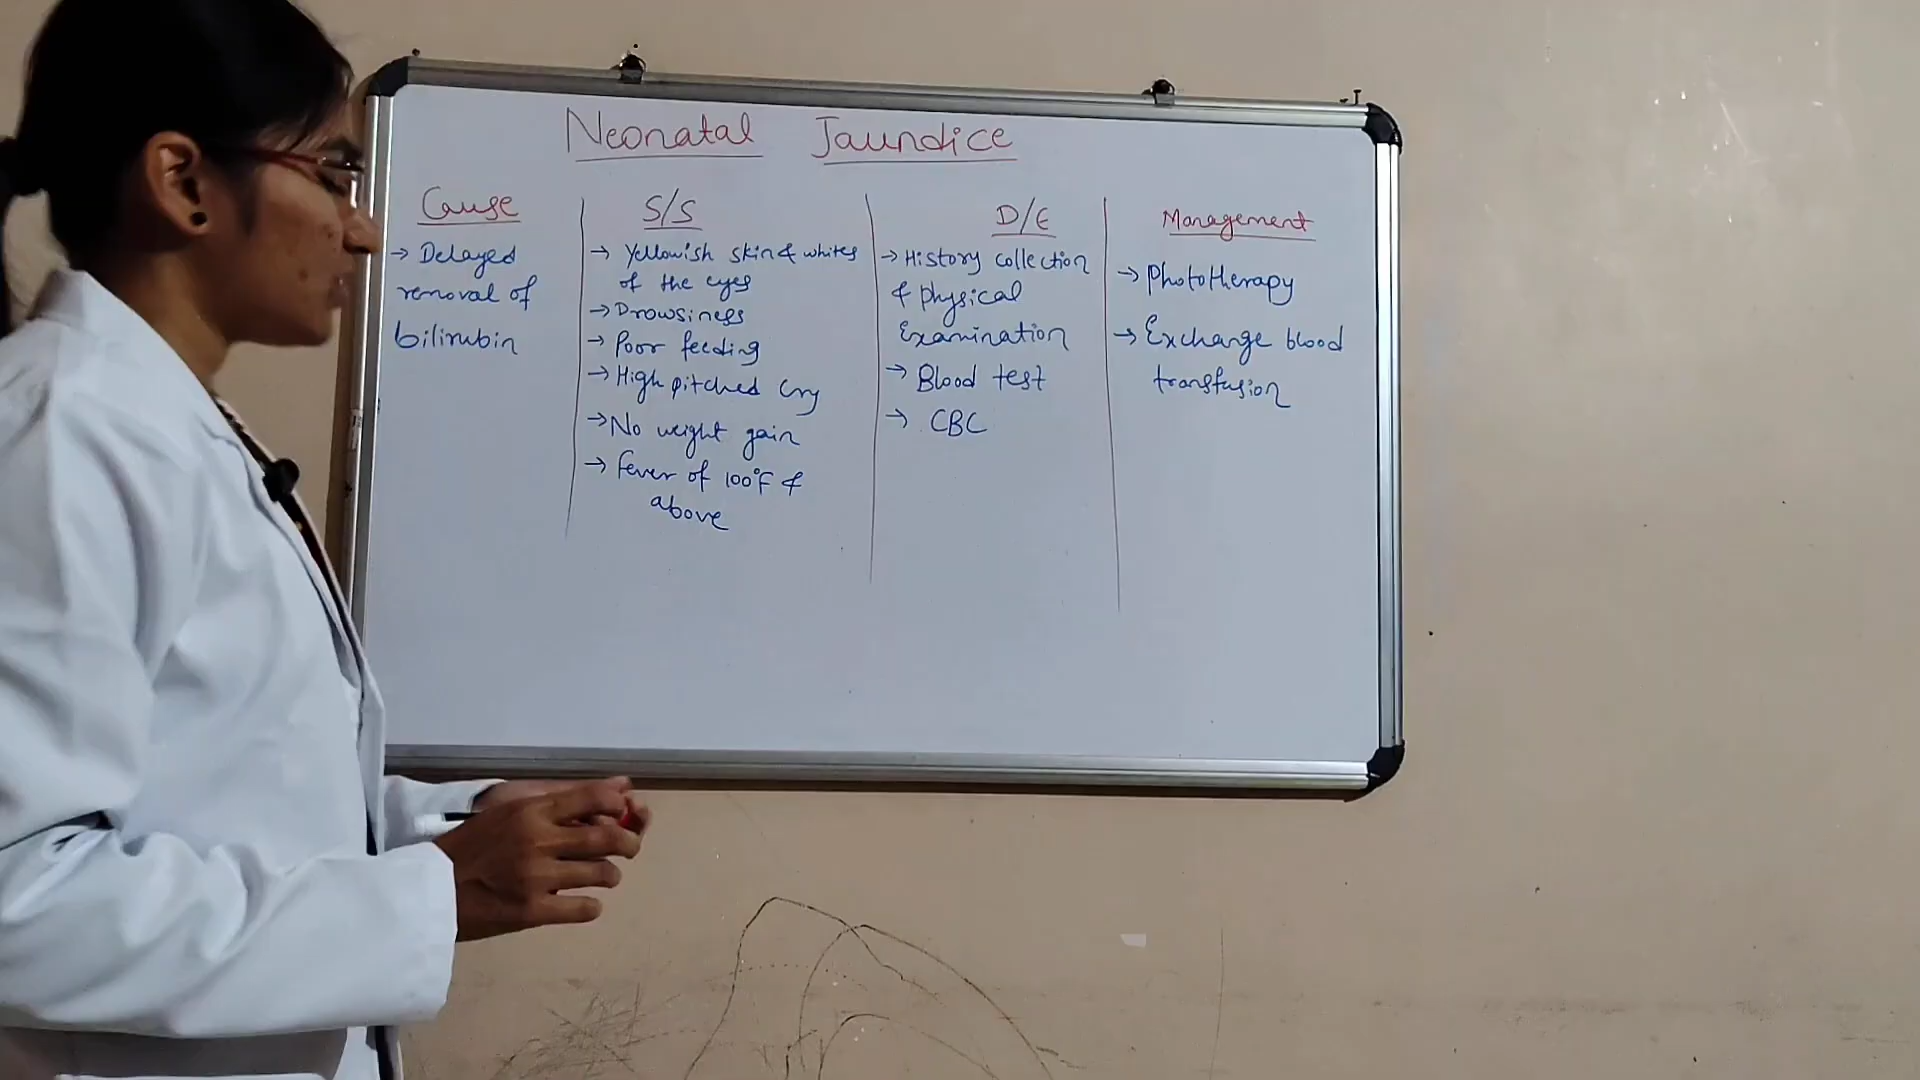 Neonatal Jaundice
Cause
→ Delayed
removal of
bilirubin
S/S
→ Yellowish skin & whites
of the eyes
→ Drowsiness
→ Poor feeding
→ High pitched cry
→ No weight gain
→ Fever of 100°F &
above
D/E
→ History collection
& physical
Examination
→ Blood test
→ CBC
Management
→ Phototherapy
→ Exchange blood
transfusion